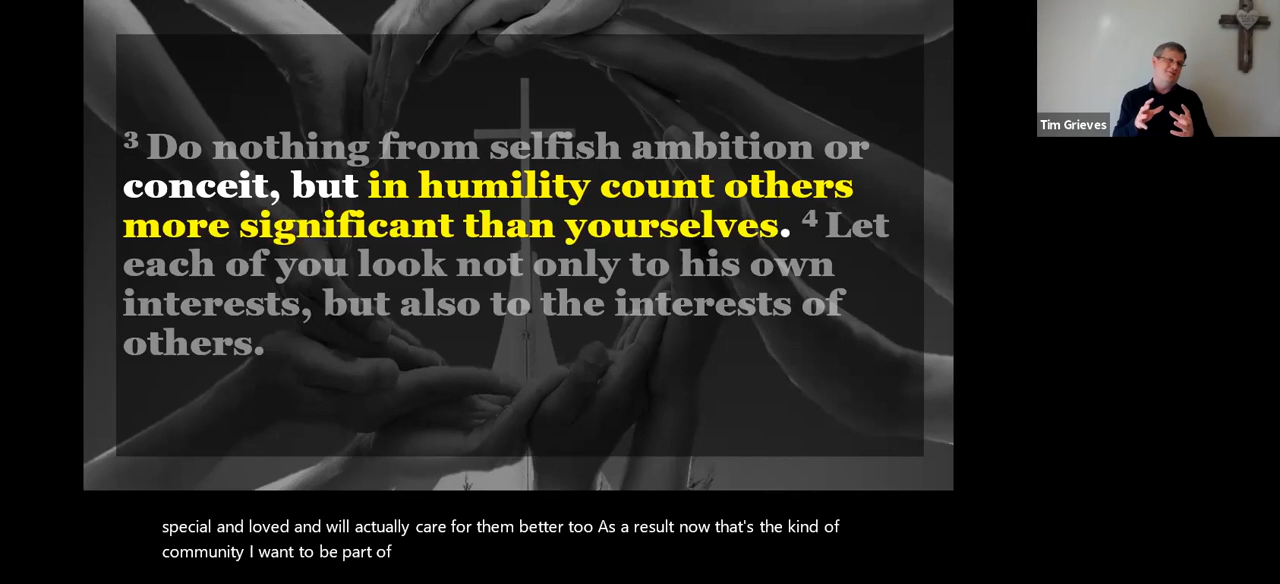 ³ Do nothing from selfish ambition or
conceit, but in humility count others
more significant than yourselves. ⁴ Let
each of you look not only to his own
interests, but also to the interests of
others.
Tim Grieves
special and loved and will actually care for them better too As a result now that's the kind of
community I want to be part of